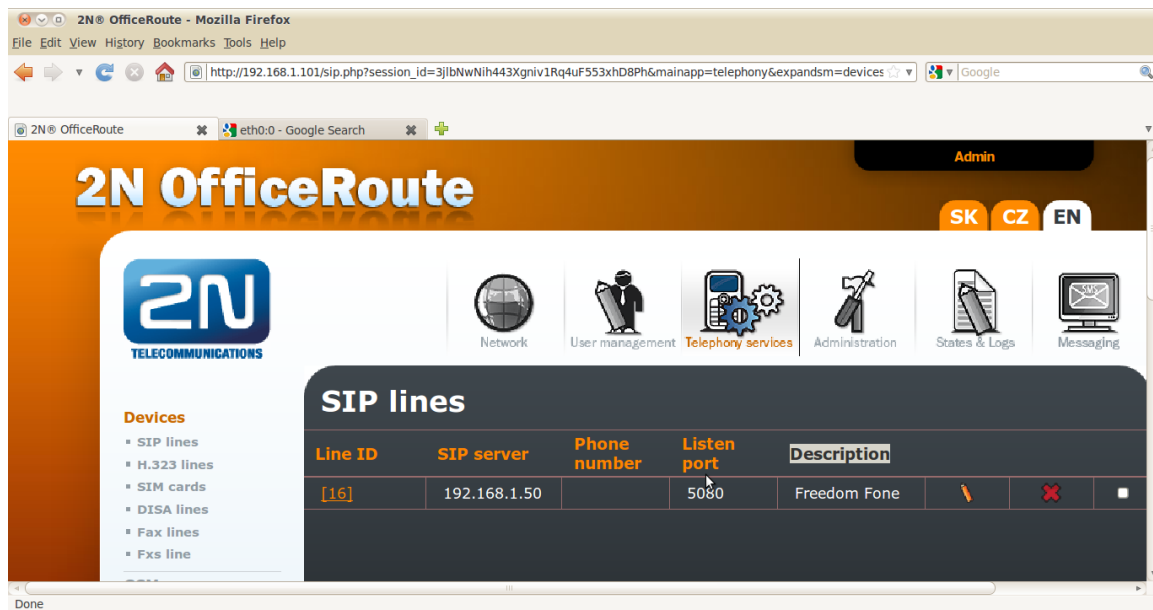 2N® OfficeRoute - Mozilla Firefox
File Edit View History Bookmarks Tools Help
http://192.168.1.101/sip.php?session_id=3jlbNwNih443Xgniv1Rq4uF553xhD8Ph&mainapp=telephony&expandsm=devices
Google
2N® OfficeRoute
eth0:0 - Google Search
Admin
2N OfficeRoute
SK CZ EN
2N
TELECOMMUNICATIONS
Network
User management
Telephony services
Administration
States & Logs
SMS
Messaging
Devices
SIP lines
H.323 lines
SIM cards
DISA lines
Fax lines
Fxs line
SIP lines
Line ID SIP server Phone number Listen port Description
[16] 192.168.1.50 5080 Freedom Fone
Done